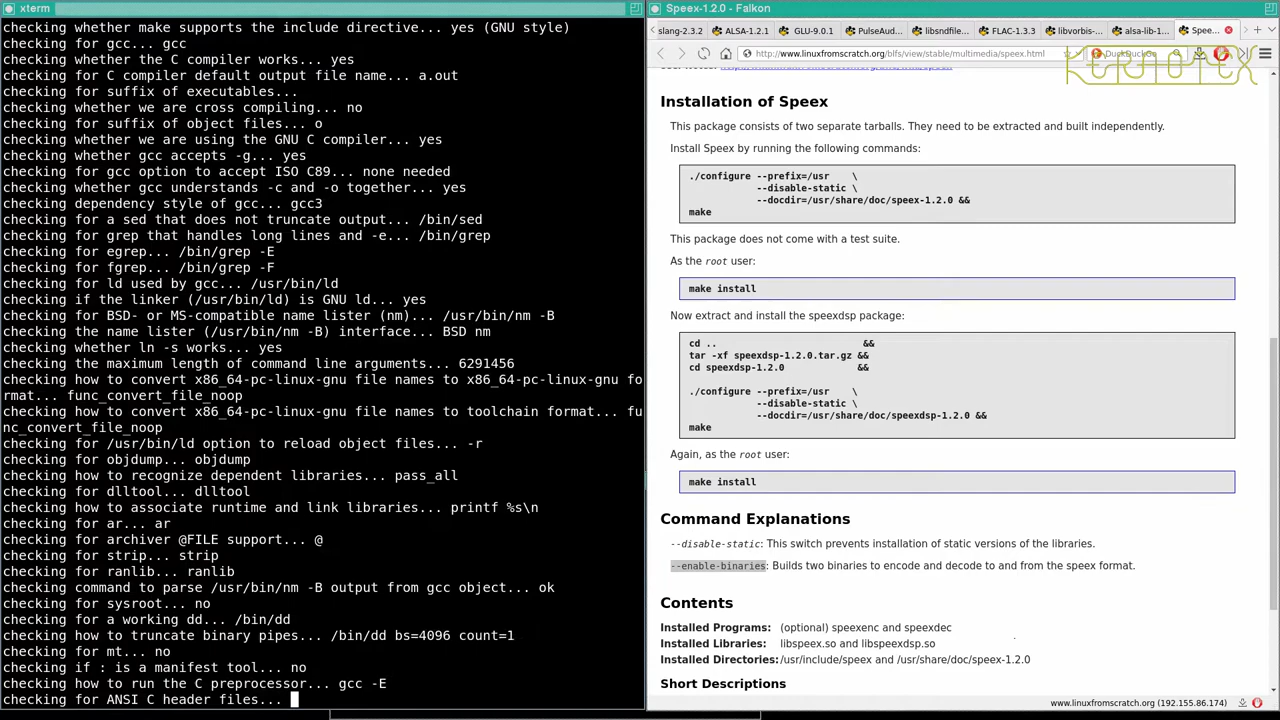 xterm
checking whether make supports the include directive... yes (GNU style)
checking for gcc... gcc
checking whether the C compiler works... yes
checking for C compiler default output file name... a.out
checking for suffix of executables...
checking whether we are cross compiling... no
checking for suffix of object files... o
checking whether we are using the GNU C compiler... yes
checking whether gcc accepts -g... yes
checking for gcc option to accept ISO C89... none needed
checking whether gcc understands -c and -o together... yes
checking dependency style of gcc... gcc3
checking for a sed that does not truncate output... /bin/sed
checking for grep that handles long lines and -e... /bin/grep
checking for egrep... /bin/grep -E
checking for fgrep... /bin/grep -F
checking for ld used by gcc... /usr/bin/ld
checking if the linker (/usr/bin/ld) is GNU ld... yes
checking for BSD- or MS-compatible name lister (nm)... /usr/bin/nm -B
checking the name lister (/usr/bin/nm -B) interface... BSD nm
checking whether ln -s works... yes
checking the maximum length of command line arguments... 6291456
checking how to convert x86_64-pc-linux-gnu file names to x86_64-pc-linux-gnu fo
rmat... func_convert_file_noop
checking how to convert x86_64-pc-linux-gnu file names to toolchain format... fu
nc_convert_file_noop
checking for /usr/bin/ld option to reload object files... -r
checking for objdump... objdump
checking how to recognize dependent libraries... pass_all
checking for dlltool... dlltool
checking how to associate runtime and link libraries... printf %s\n
checking for ar... ar
checking for archiver @FILE support... @
checking for strip... strip
checking for ranlib... ranlib
checking command to parse /usr/bin/nm -B output from gcc object... ok
checking for sysroot... no
checking for a working dd... /bin/dd
checking how to truncate binary pipes... /bin/dd bs=4096 count=1
checking for mt... no
checking if : is a manifest tool... no
checking how to run the C preprocessor... gcc -E
checking for ANSI C header files...
Speex-1.2.0 - Falkon
slang-2.3.2 ALSA-1.2.1 GLU-9.0.1 PulseAud... libsndfile... FLAC-1.3.3 libvorbis-... alsa-lib-1... Spee...
http://www.linuxfromscratch.org/blfs/view/stable/multimedia/speex.html DuckDuckGo
KERNOTEX
Installation of Speex
This package consists of two separate tarballs. They need to be extracted and built independently.
Install Speex by running the following commands:
./configure --prefix=/usr \
--disable-static \
--docdir=/usr/share/doc/speex-1.2.0 &&
make
This package does not come with a test suite.
As the root user:
make install
Now extract and install the speexdsp package:
cd .. &&
tar -xf speexdsp-1.2.0.tar.gz &&
cd speexdsp-1.2.0 &&
./configure --prefix=/usr \
--disable-static \
--docdir=/usr/share/doc/speexdsp-1.2.0 &&
make
Again, as the root user:
make install
Command Explanations
--disable-static: This switch prevents installation of static versions of the libraries.
--enable-binaries: Builds two binaries to encode and decode to and from the speex format.
Contents
Installed Programs: (optional) speexenc and speexdec
Installed Libraries: libspeex.so and libspeexdsp.so
Installed Directories: /usr/include/speex and /usr/share/doc/speex-1.2.0
Short Descriptions
www.linuxfromscratch.org (192.155.86.174)